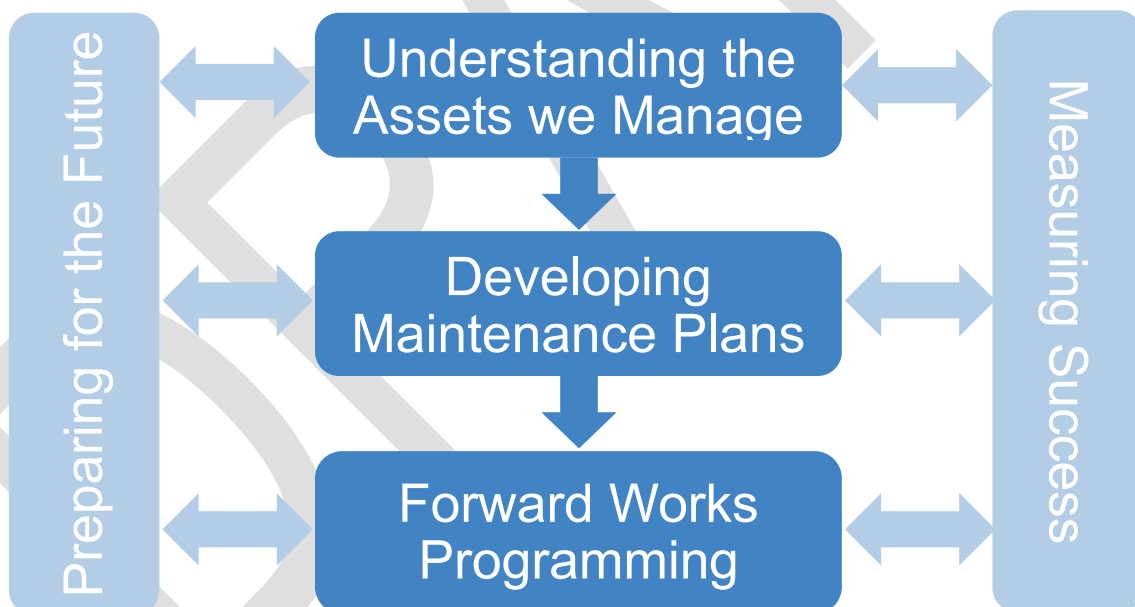 Preparing for the Future
Understanding the
Assets we Manage
Developing
Maintenance Plans
Forward Works
Programming
Measuring Success